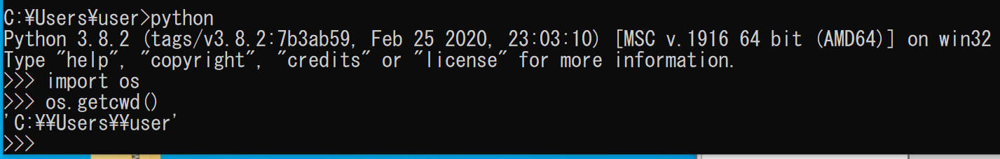 C:¥Users¥user>python
Python 3.8.2 (tags/v3.8.2:7b3ab59, Feb 25 2020, 23:03:10) [MSC v.1916 64 bit (AMD64)] on win32
Type "help", "copyright", "credits" or "license" for more information.
>>> import os
>>> os.getcwd()
'C:¥¥Users¥¥user'
>>>